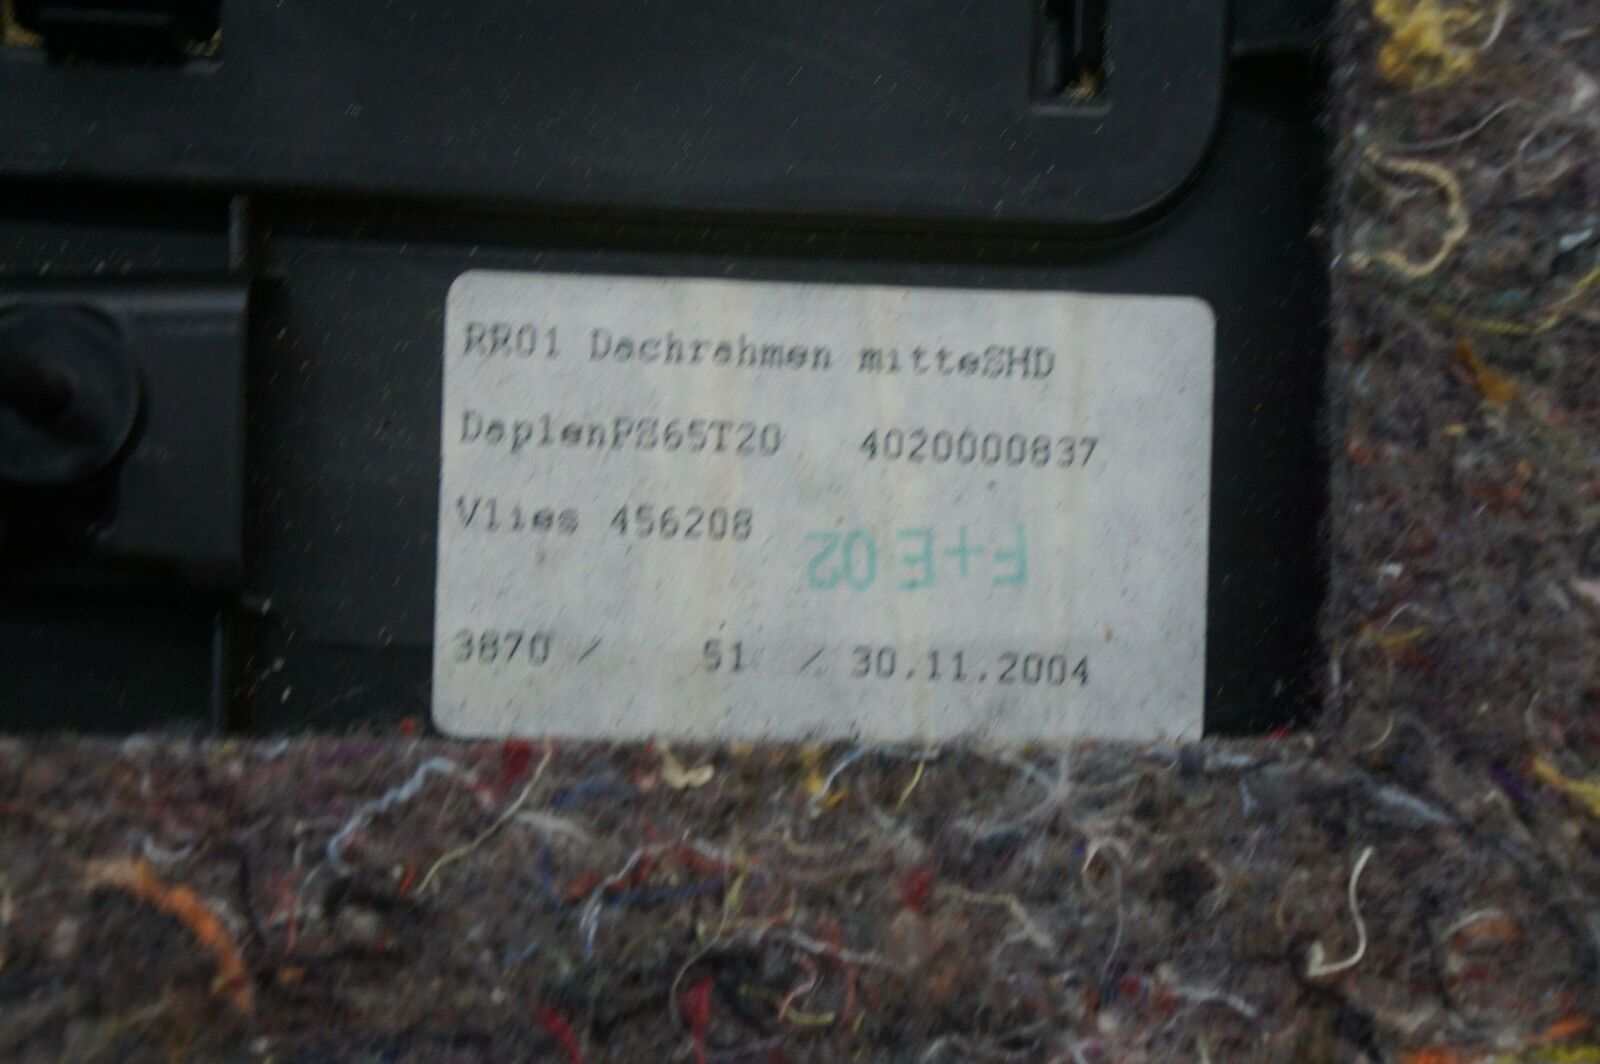 RR01 Dachrahmen mitteSHD
DaplenPS65T20 4020000837
Vlies 456208
F+E 02
3870 / 51 / 30.11.2004